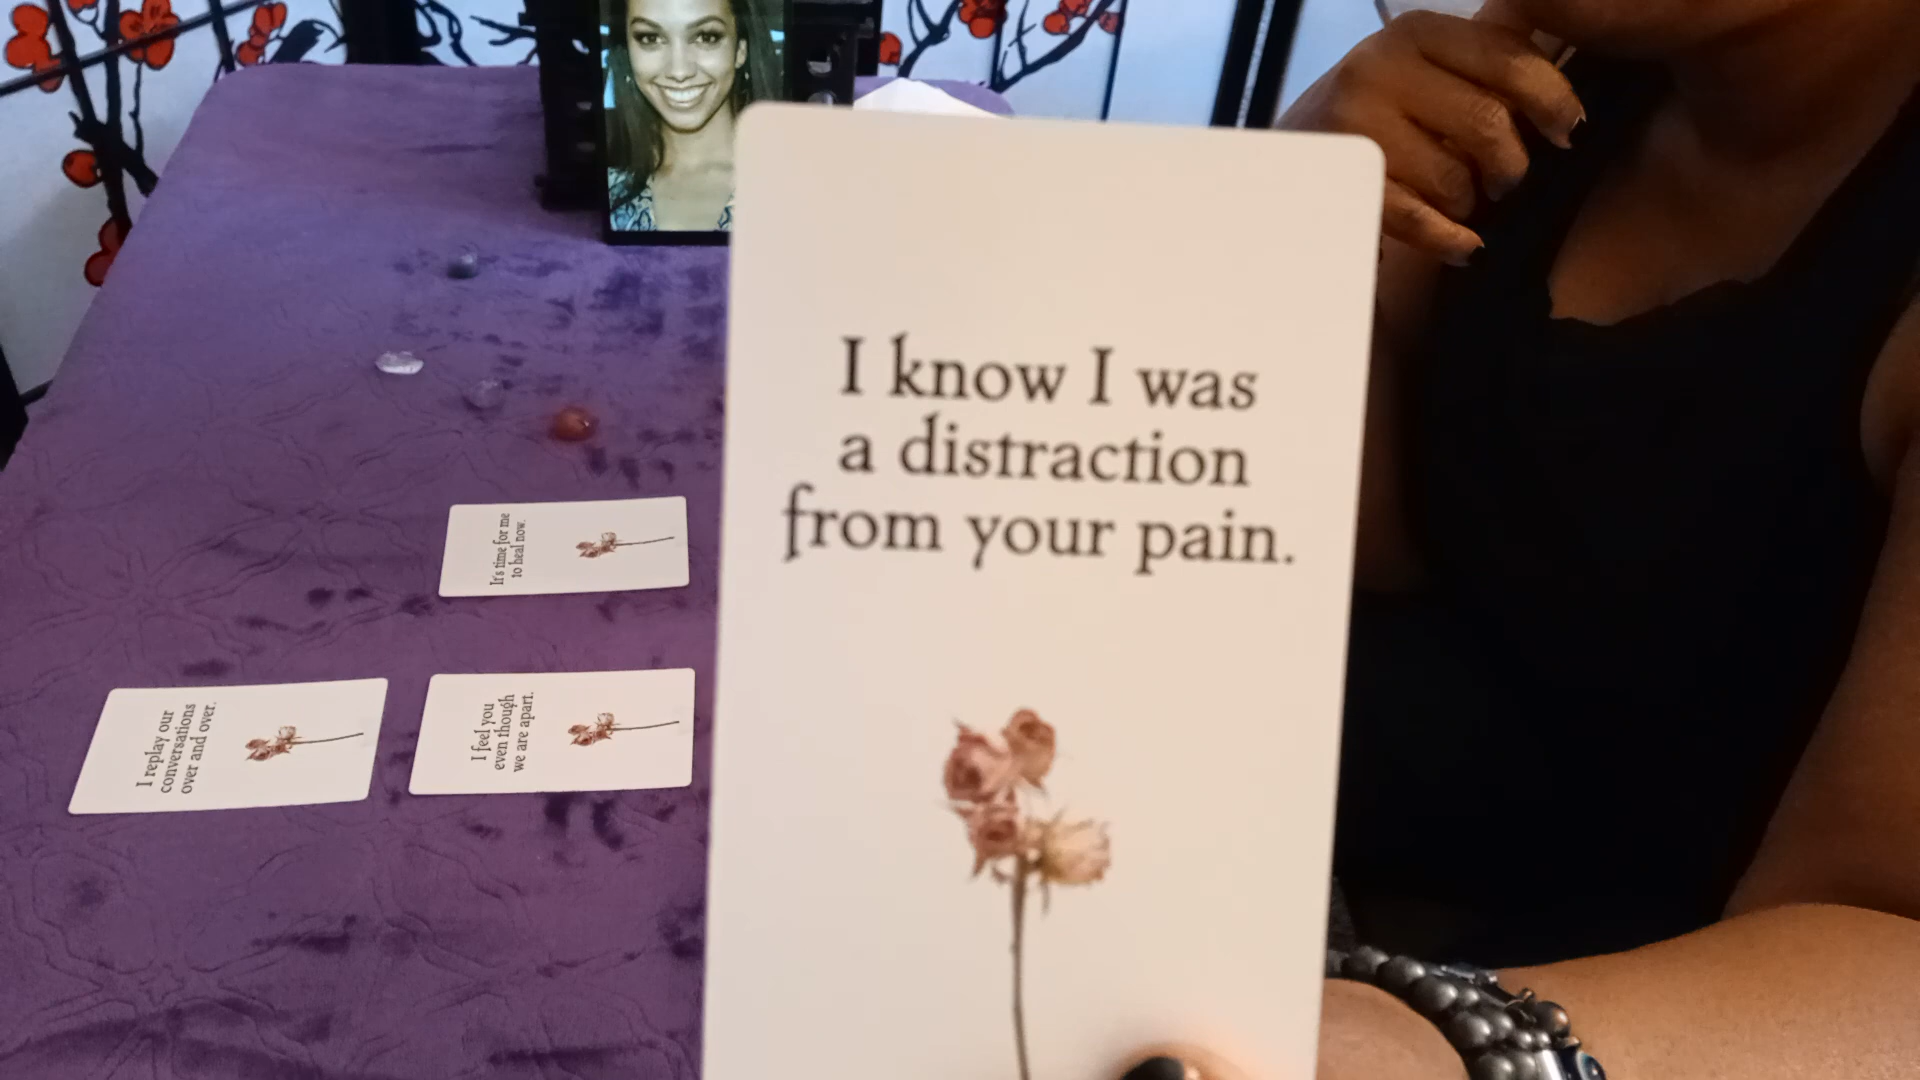 I know I was
a distraction
from your pain.
It's time for me
to heal now.
I replay our
conversations
over and over.
I feel you
even though
we are apart.